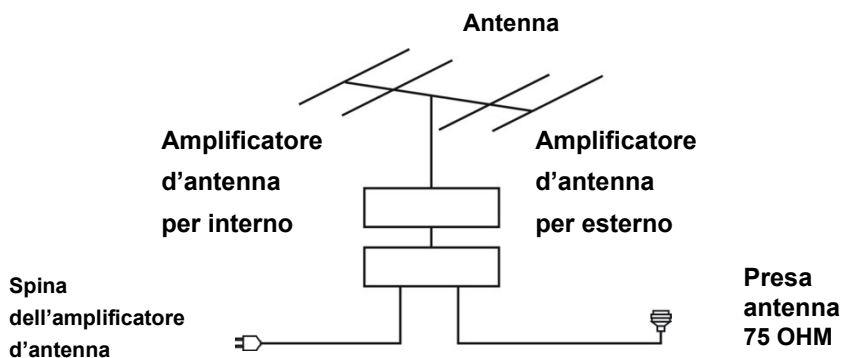 Antenna
Amplificatore
d’antenna
per interno
Amplificatore
d’antenna
per esterno
Spina
dell’amplificatore
d’antenna
Presa
antenna
75 OHM